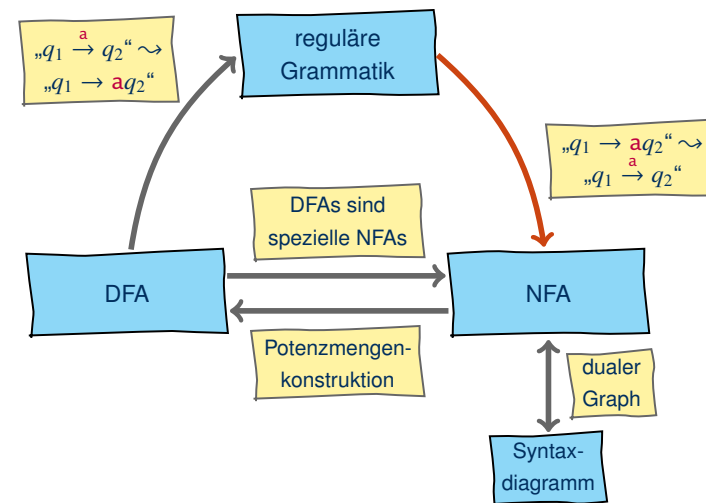 „q₁ →ᵃ q₂“ ⤳
„q₁ → aq₂“
reguläre
Grammatik
„q₁ → aq₂“ ⤳
„q₁ →ᵃ q₂“
DFAs sind
spezielle NFAs
DFA
NFA
Potenzmengen-
konstruktion
dualer
Graph
Syntax-
diagramm